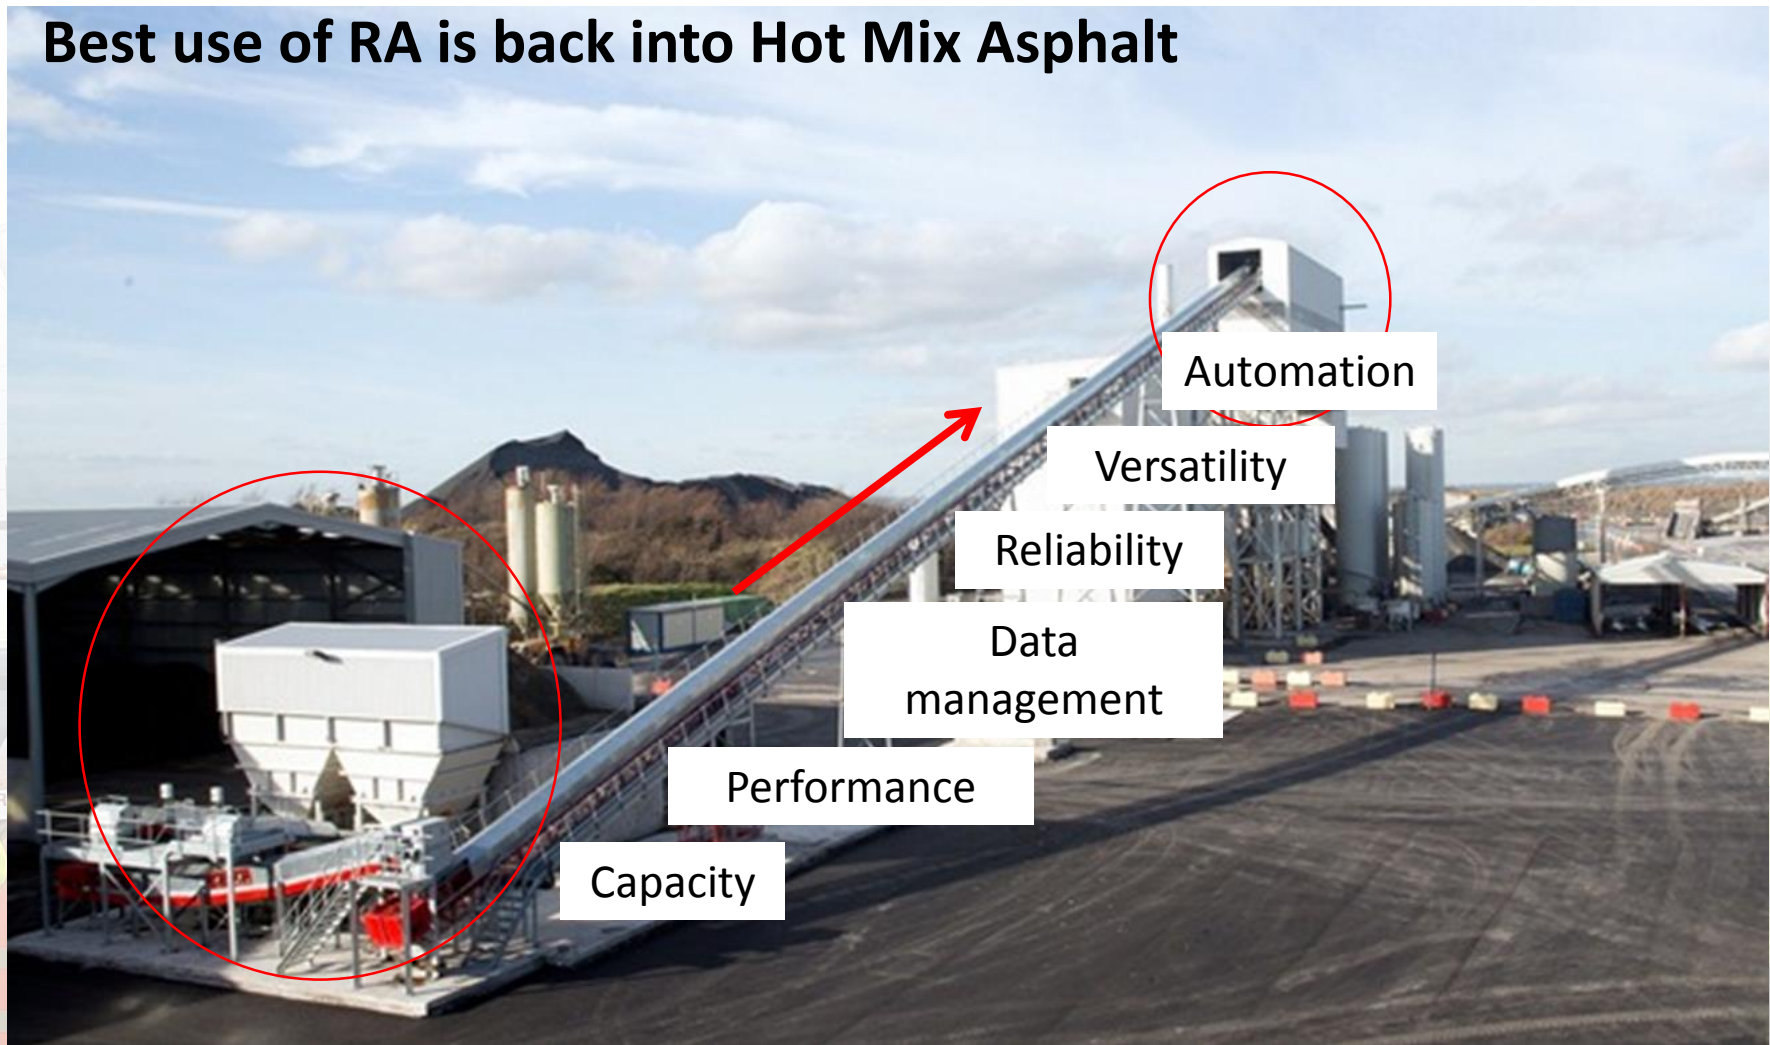 Best use of RA is back into Hot Mix Asphalt
Automation
Versatility
Reliability
Data
management
Performance
Capacity